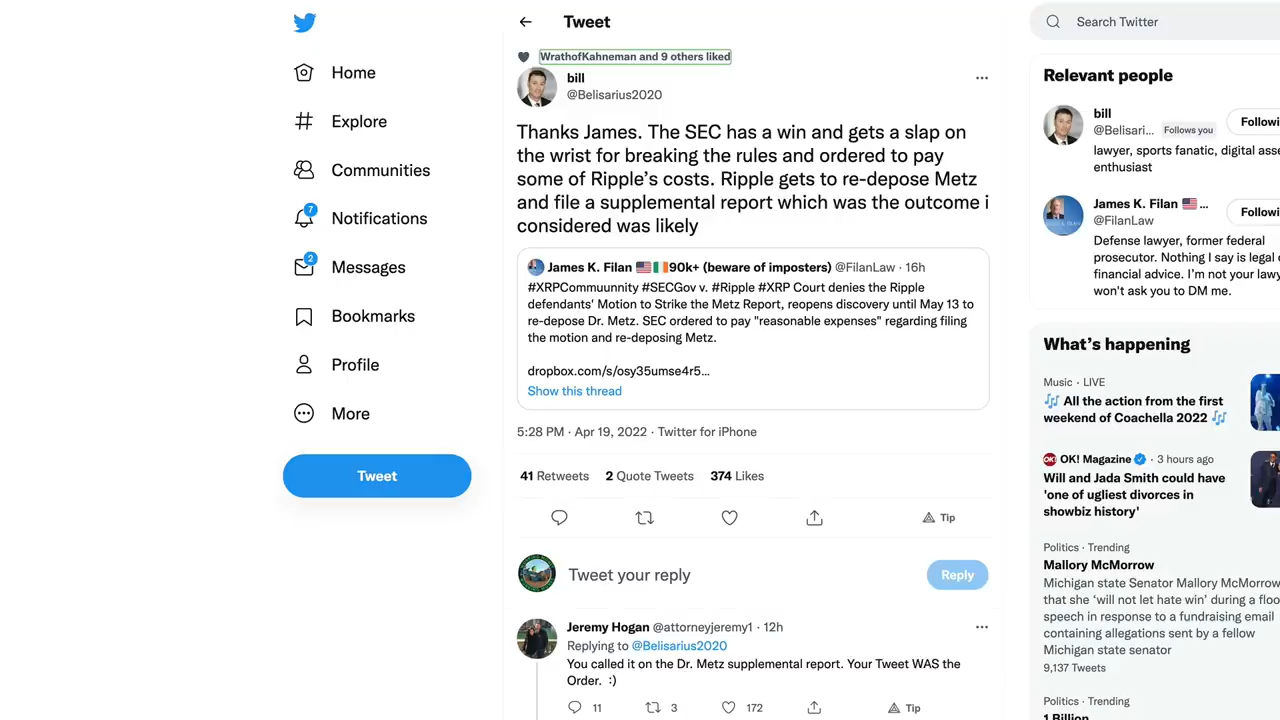 Home
Explore
Communities
7
Notifications
2
Messages
Bookmarks
Profile
More
Tweet
Tweet
WrathofKahneman and 9 others liked
bill
@Belisarius2020
Thanks James. The SEC has a win and gets a slap on
the wrist for breaking the rules and ordered to pay
some of Ripple's costs. Ripple gets to re-depose Metz
and file a supplemental report which was the outcome i
considered was likely
James K. Filan 🇺🇸🇮🇪90k+ (beware of imposters) @FilanLaw · 16h
#XRPCommuunnity #SECGov v. #Ripple #XRP Court denies the Ripple
defendants' Motion to Strike the Metz Report, reopens discovery until May 13 to
re-depose Dr. Metz. SEC ordered to pay "reasonable expenses" regarding filing
the motion and re-deposing Metz.
dropbox.com/s/osy35umse4r5...
Show this thread
5:28 PM · Apr 19, 2022 · Twitter for iPhone
41 Retweets 2 Quote Tweets 374 Likes
Tip
Tweet your reply
Reply
Jeremy Hogan @attorneyjeremy1 · 12h
Replying to @Belisarius2020
You called it on the Dr. Metz supplemental report. Your Tweet WAS the
Order. :)
11 3 172 Tip
Search Twitter
Relevant people
bill
@Belisari... Follows you
Followi
lawyer, sports fanatic, digital asse
enthusiast
James K. Filan 🇺🇸 ...
@FilanLaw
Followi
Defense lawyer, former federal
prosecutor. Nothing I say is legal o
financial advice. I'm not your lawy
won't ask you to DM me.
What's happening
Music · LIVE
🎶 All the action from the first
weekend of Coachella 2022 🎶
OK! OK! Magazine · 3 hours ago
Will and Jada Smith could have
'one of ugliest divorces in
showbiz history'
Politics · Trending
Mallory McMorrow
Michigan state Senator Mallory McMorrow
that she 'will not let hate win' during a floo
speech in response to a fundraising email
containing allegations sent by a fellow
Michigan state senator
9,137 Tweets
Politics · Trending
1 Billion